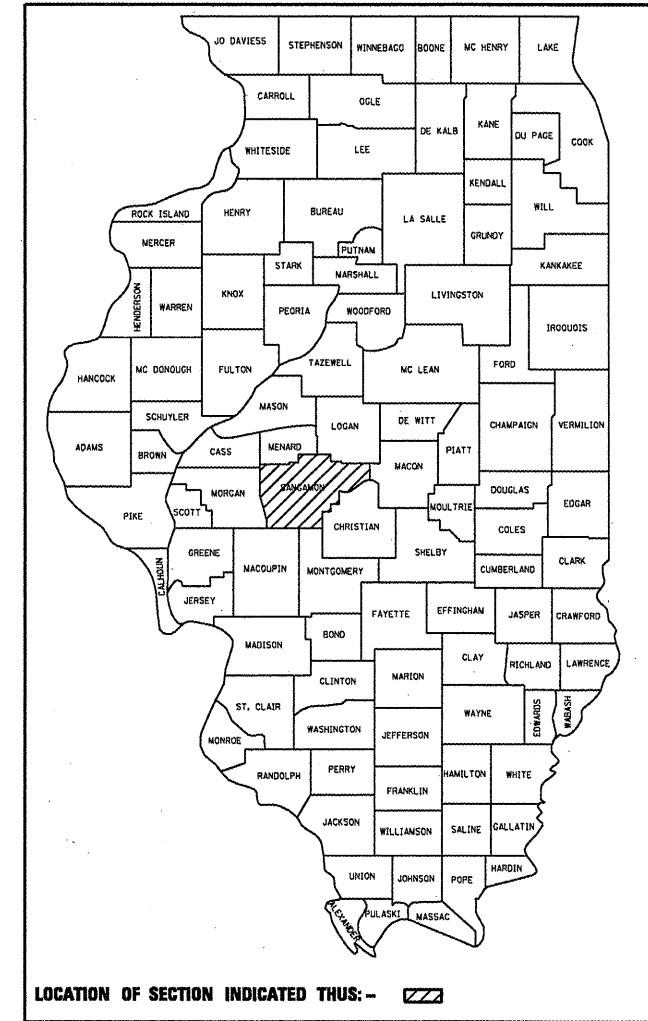 JO DAVIESS STEPHENSON WINNEBAGO BOONE MC HENRY LAKE
CARROLL OGLE DE KALB KANE DU PAGE COOK
WHITESIDE LEE KENDALL WILL
ROCK ISLAND HENRY BUREAU LA SALLE GRUNDY
MERCER PUTNAM KANKAKEE
STARK MARSHALL
HENDERSON WARREN KNOX PEORIA WOODFORD LIVINGSTON IROQUOIS
HANCOCK MC DONOUGH FULTON TAZEWELL MC LEAN FORD
SCHUYLER MASON LOGAN DE WITT CHAMPAIGN VERMILION
ADAMS BROWN CASS MENARD MACON PIATT
PIKE SCOTT MORGAN SANGAMON MOULTRIE DOUGLAS EDGAR
CHRISTIAN COLES
CALHOUN GREENE MACOUPIN MONTGOMERY SHELBY CUMBERLAND CLARK
JERSEY FAYETTE EFFINGHAM JASPER CRAWFORD
MADISON BOND
CLAY RICHLAND LAWRENCE
CLINTON MARION
ST. CLAIR WAYNE EDWARDS WABASH
WASHINGTON JEFFERSON
MONROE
RANDOLPH PERRY HAMILTON WHITE
FRANKLIN
JACKSON WILLIAMSON SALINE GALLATIN
UNION JOHNSON POPE HARDIN
ALEXANDER PULASKI MASSAC
LOCATION OF SECTION INDICATED THUS: -